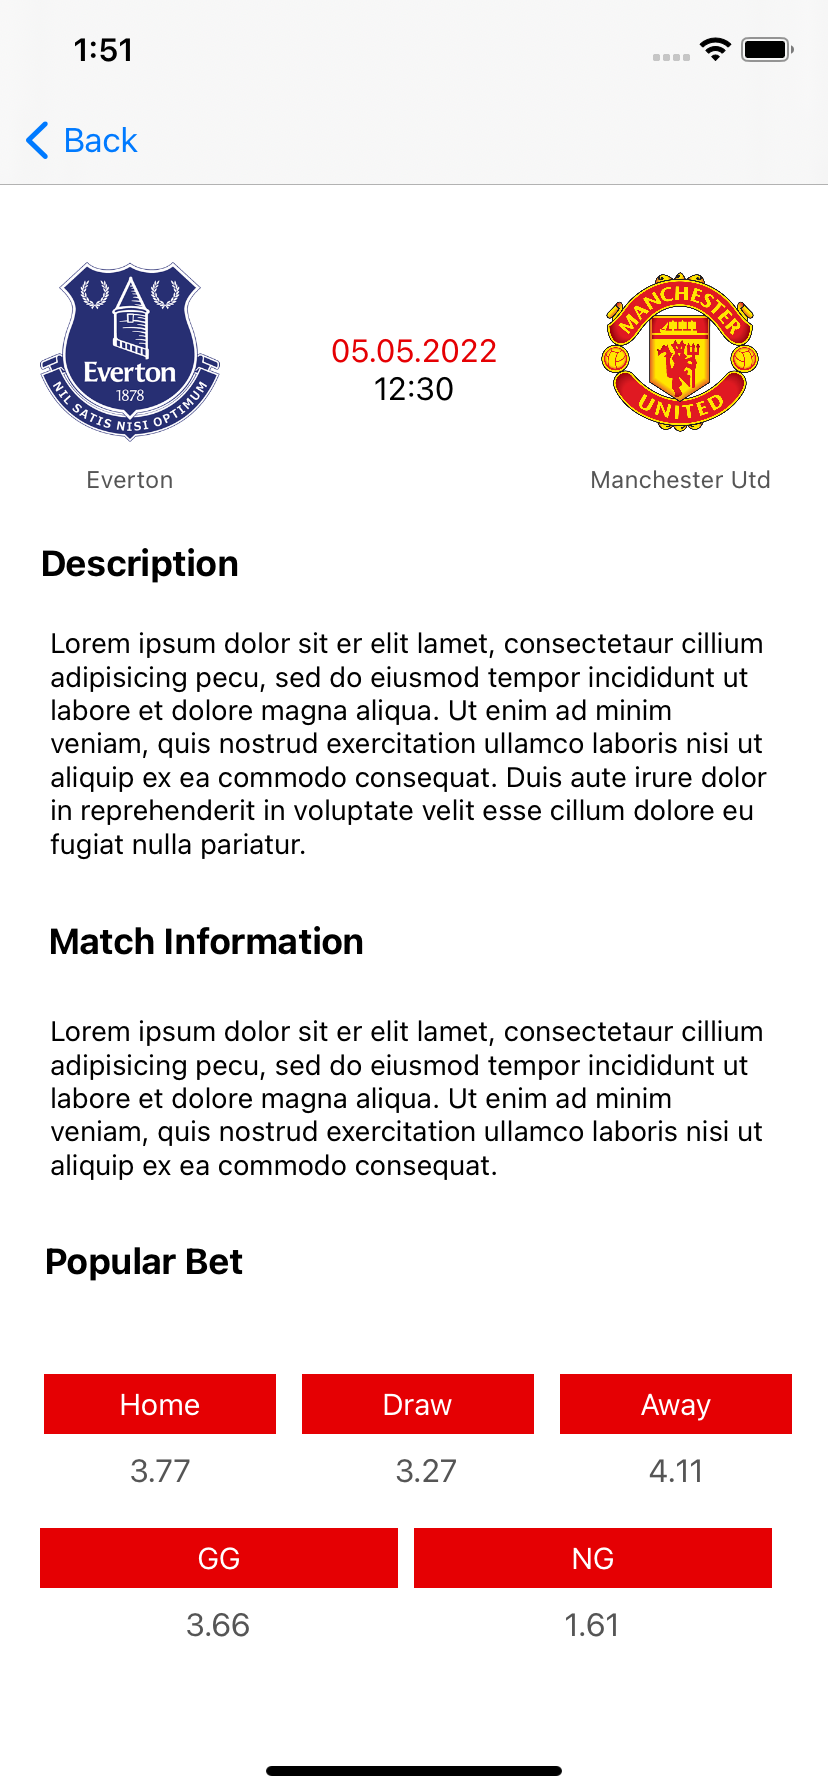 1:51
Back
Everton
1878
NIL SATIS NISI OPTIMUM
05.05.2022
12:30
MANCHESTER
UNITED
Everton
Manchester Utd
Description
Lorem ipsum dolor sit er elit lamet, consectetaur cillium
adipisicing pecu, sed do eiusmod tempor incididunt ut
labore et dolore magna aliqua. Ut enim ad minim
veniam, quis nostrud exercitation ullamco laboris nisi ut
aliquip ex ea commodo consequat. Duis aute irure dolor
in reprehenderit in voluptate velit esse cillum dolore eu
fugiat nulla pariatur.
Match Information
Lorem ipsum dolor sit er elit lamet, consectetaur cillium
adipisicing pecu, sed do eiusmod tempor incididunt ut
labore et dolore magna aliqua. Ut enim ad minim
veniam, quis nostrud exercitation ullamco laboris nisi ut
aliquip ex ea commodo consequat.
Popular Bet
Home
Draw
Away
3.77
3.27
4.11
GG
NG
3.66
1.61